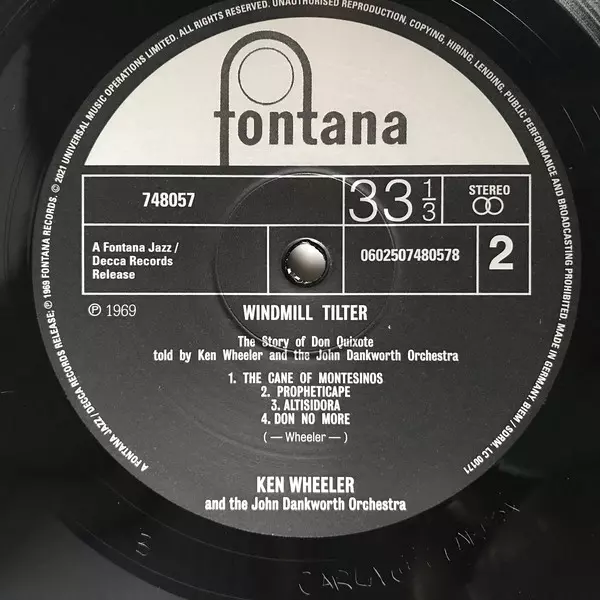 A FONTANA JAZZ/ DECCA RECORDS RELEASE; ℗ 1969 FONTANA RECORDS. © 2021 UNIVERSAL MUSIC OPERATIONS LIMITED. ALL RIGHTS RESERVED. UNAUTHORISED REPRODUCTION, COPYING, HIRING, LENDING, PUBLIC PERFORMANCE AND BROADCASTING PROHIBITED. MADE IN GERMANY. BIEM / SDRM. LC 00171
fontana
748057
33 1/3
STEREO
A Fontana Jazz /
Decca Records
Release
0602507480578
2
℗ 1969
WINDMILL TILTER
The Story of Don Quixote
told by Ken Wheeler and the John Dankworth Orchestra
1. THE CANE OF MONTESINOS
2. PROPHETICAPE
3. ALTISIDORA
4. DON NO MORE
(— Wheeler —)
KEN WHEELER
and the John Dankworth Orchestra